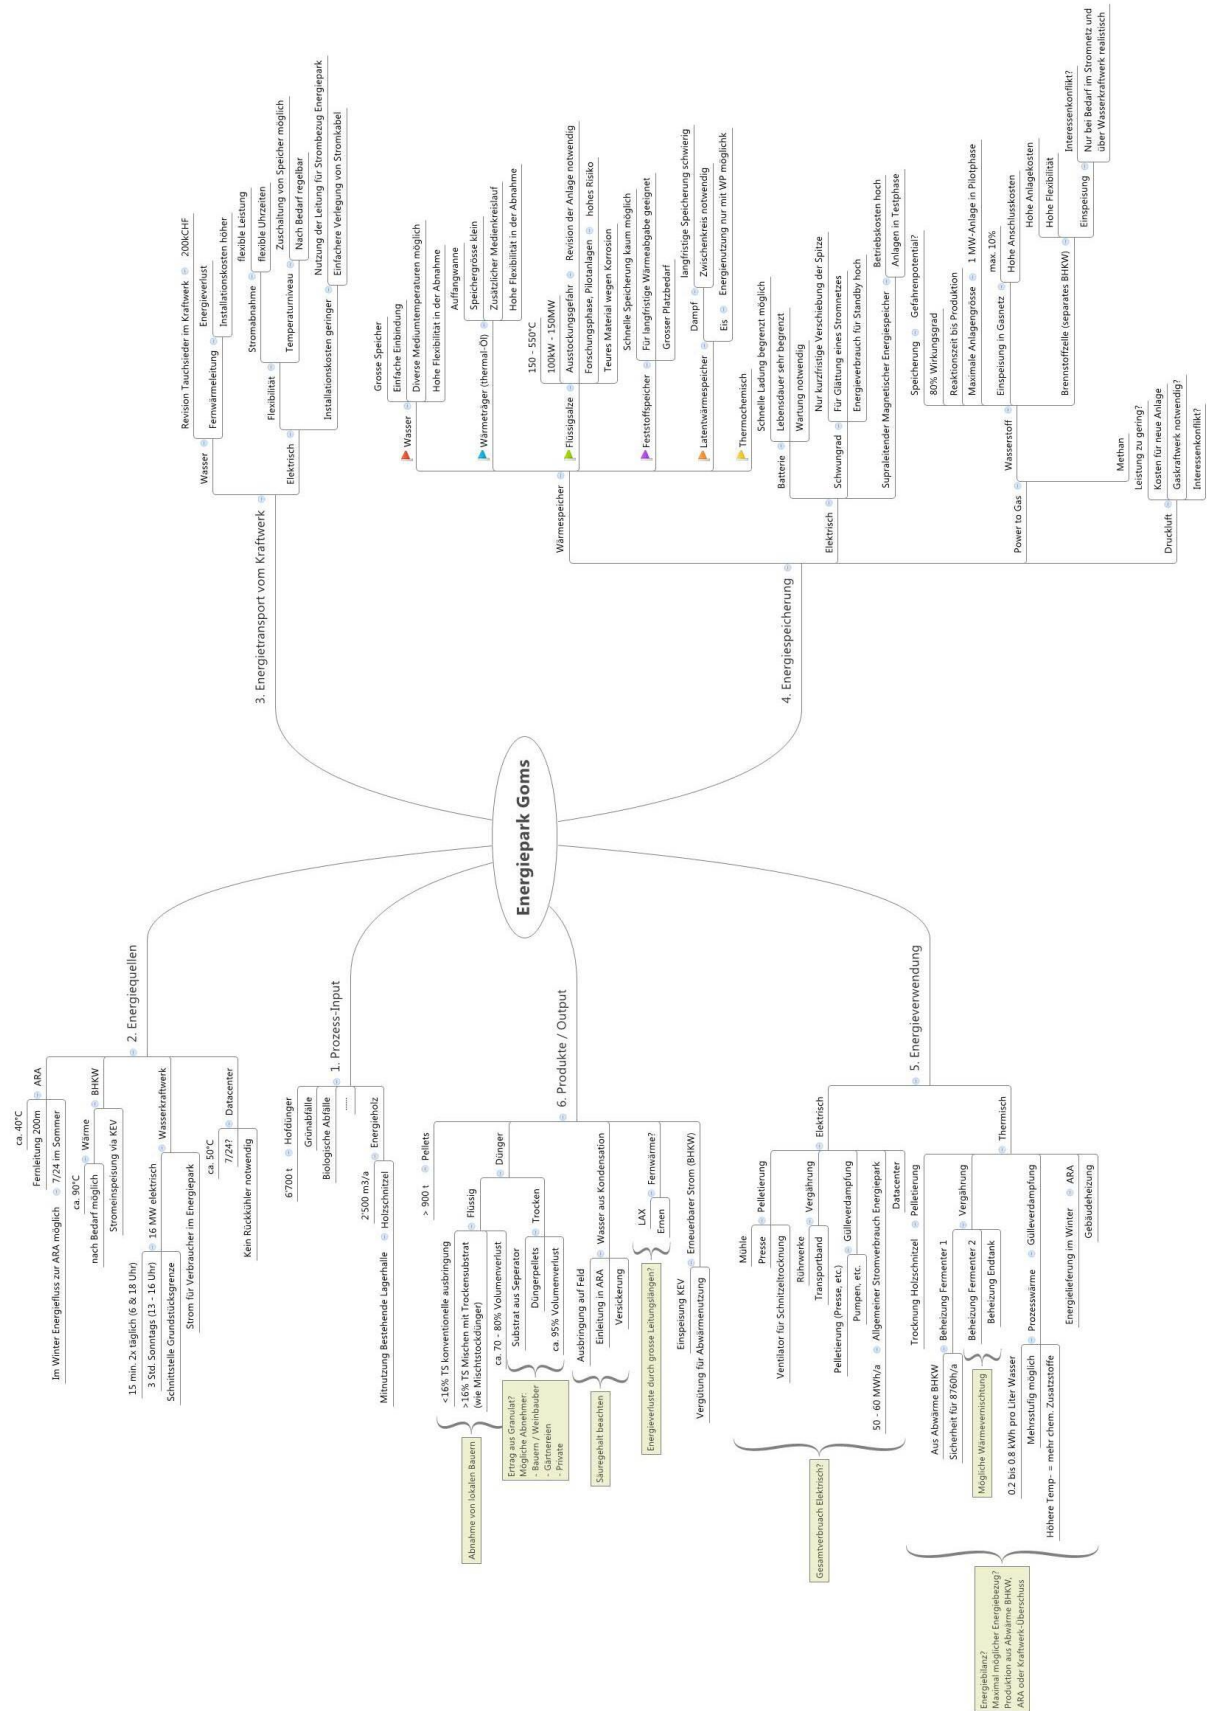 Energiepark Goms
1. Prozess-Input
6'700 t
Hofdünger
Grünabfälle
Biologische Abfälle
......
Energieholz
2'500 m3/a
Holzschnitzel
Mitnutzung Bestehende Lagerhalle
2. Energiequellen
ARA
ca. 40°C
Fernleitung 200m
7/24 im Sommer
Im Winter Energiefluss zur ARA möglich
BHKW
Wärme
ca. 90°C
nach Bedarf möglich
Stromeinspeisung via KEV
Wasserkraftwerk
16 MW elektrisch
15 min. 2x täglich (6 & 18 Uhr)
3 Std. Sonntags (13 - 16 Uhr)
Schnittstelle Grundstücksgrenze
Strom für Verbraucher im Energiepark
Datacenter
ca. 50°C
7/24?
Kein Rückkühler notwendig
3. Energietransport vom Kraftwerk
Wasser
Revision Tauchsieder im Kraftwerk
200kCHF
Fernwärmeleitung
Energieverlust
Installationskosten höher
Elektrisch
Flexibilität
Stromabnahme
flexible Leistung
flexible Uhrzeiten
Temperaturniveau
Zuschaltung von Speicher möglich
Nach Bedarf regelbar
Installationskosten geringer
Nutzung der Leitung für Strombezug Energiepark
Einfachere Verlegung von Stromkabel
4. Energiespeicherung
Wärmespeicher
Wasser
Grosse Speicher
Einfache Einbindung
Diverse Mediumtemperaturen möglich
Hohe Flexibilität in der Abnahme
Wärmeträger (thermal-Öl)
Auffangwanne
Speichergrösse klein
Zusätzlicher Medienkreislauf
Hohe Flexibilität in der Abnahme
Flüssigsalze
150 - 550°C
100kW - 150MW
Ausstockungsgefahr
Revision der Anlage notwendig
Forschungsphase, Pilotanlagen
hohes Risiko
Teures Material wegen Korrosion
Feststoffspeicher
Schnelle Speicherung kaum möglich
Für langfristige Wärmeabgabe geeignet
Grosser Platzbedarf
Latentwärmespeicher
Dampf
langfristige Speicherung schwierig
Zwischenkreis notwendig
Eis
Energienutzung nur mit WP möglichk
Thermochemisch
Elektrisch
Batterie
Schnelle Ladung begrenzt möglich
Lebensdauer sehr begrenzt
Wartung notwendig
Schwungrad
Nur kurzfristige Verschiebung der Spitze
Für Glättung eines Stromnetzes
Energieverbrauch für Standby hoch
Supraleitender Magnetischer Energiespeicher
Betriebskosten hoch
Anlagen in Testphase
Power to Gas
Wasserstoff
Speicherung
Gefahrenpotential?
80% Wirkungsgrad
Reaktionszeit bis Produktion
Maximale Anlagengrösse
1 MW-Anlage in Pilotphase
Einspeisung in Gasnetz
max. 10%
Hohe Anschlusskosten
Brennstoffzelle (separates BHKW)
Hohe Anlagekosten
Hohe Flexibilität
Einspeisung
Interessenkonflikt?
Nur bei Bedarf im Stromnetz und
über Wasserkraftwerk realistisch
Methan
Druckluft
Leistung zu gering?
Kosten für neue Anlage
Gaskraftwerk notwendig?
Interessenkonflikt?
5. Energieverwendung
Elektrisch
Pelletierung
Mühle
Presse
Ventilator für Schnitzeltrocknung
Vergährung
Rührwerke
Transportband
Gülleverdampfung
Pelletierung (Presse, etc.)
Pumpen, etc.
Allgemeiner Stromverbrauch Energiepark
50 - 60 MWh/a
Datacenter
Gesamtverbruach Elektrisch?
Thermisch
Pelletierung
Trocknung Holzschnitzel
Vergährung
Beheizung Fermenter 1
Aus Abwärme BHKW
Sicherheit für 8760h/a
Beheizung Fermenter 2
Beheizung Endtank
Mögliche Wärmevernischtung
Gülleverdampfung
Prozesswärme
0.2 bis 0.8 kWh pro Liter Wasser
Mehrsstufig möglich
Höhere Temp- = mehr chem. Zusatzstoffe
ARA
Energielieferung im Winter
Gebäudeheizung
Energiebilanz?
Maximal möglicher Energiebezug?
Produktion aus Abwärme BHKW,
ARA oder Kraftwerk-Überschuss
6. Produkte / Output
Pellets
> 900 t
Dünger
Flüssig
<16% TS konventionelle ausbringung
>16% TS Mischen mit Trockensubstrat
(wie Mischtstockdünger)
ca. 70 - 80% Volumenverlust
Abnahme von lokalen Bauern
Trocken
Substrat aus Seperator
Düngerpellets
ca. 95% Volumenverlust
Ertrag aus Granulat?
Mögliche Abnehmer:
- Bauern / Weinbauber
- Gärtnereien
- Private
Wasser aus Kondensation
Ausbringung auf Feld
Einleitung in ARA
Versickerung
Säuregehalt beachten
Fernwärme?
LAX
Ernen
Energieverluste durch grosse Leitungslängen?
Erneuerbarer Strom (BHKW)
Einspeisung KEV
Vergütung für Abwärmenutzung